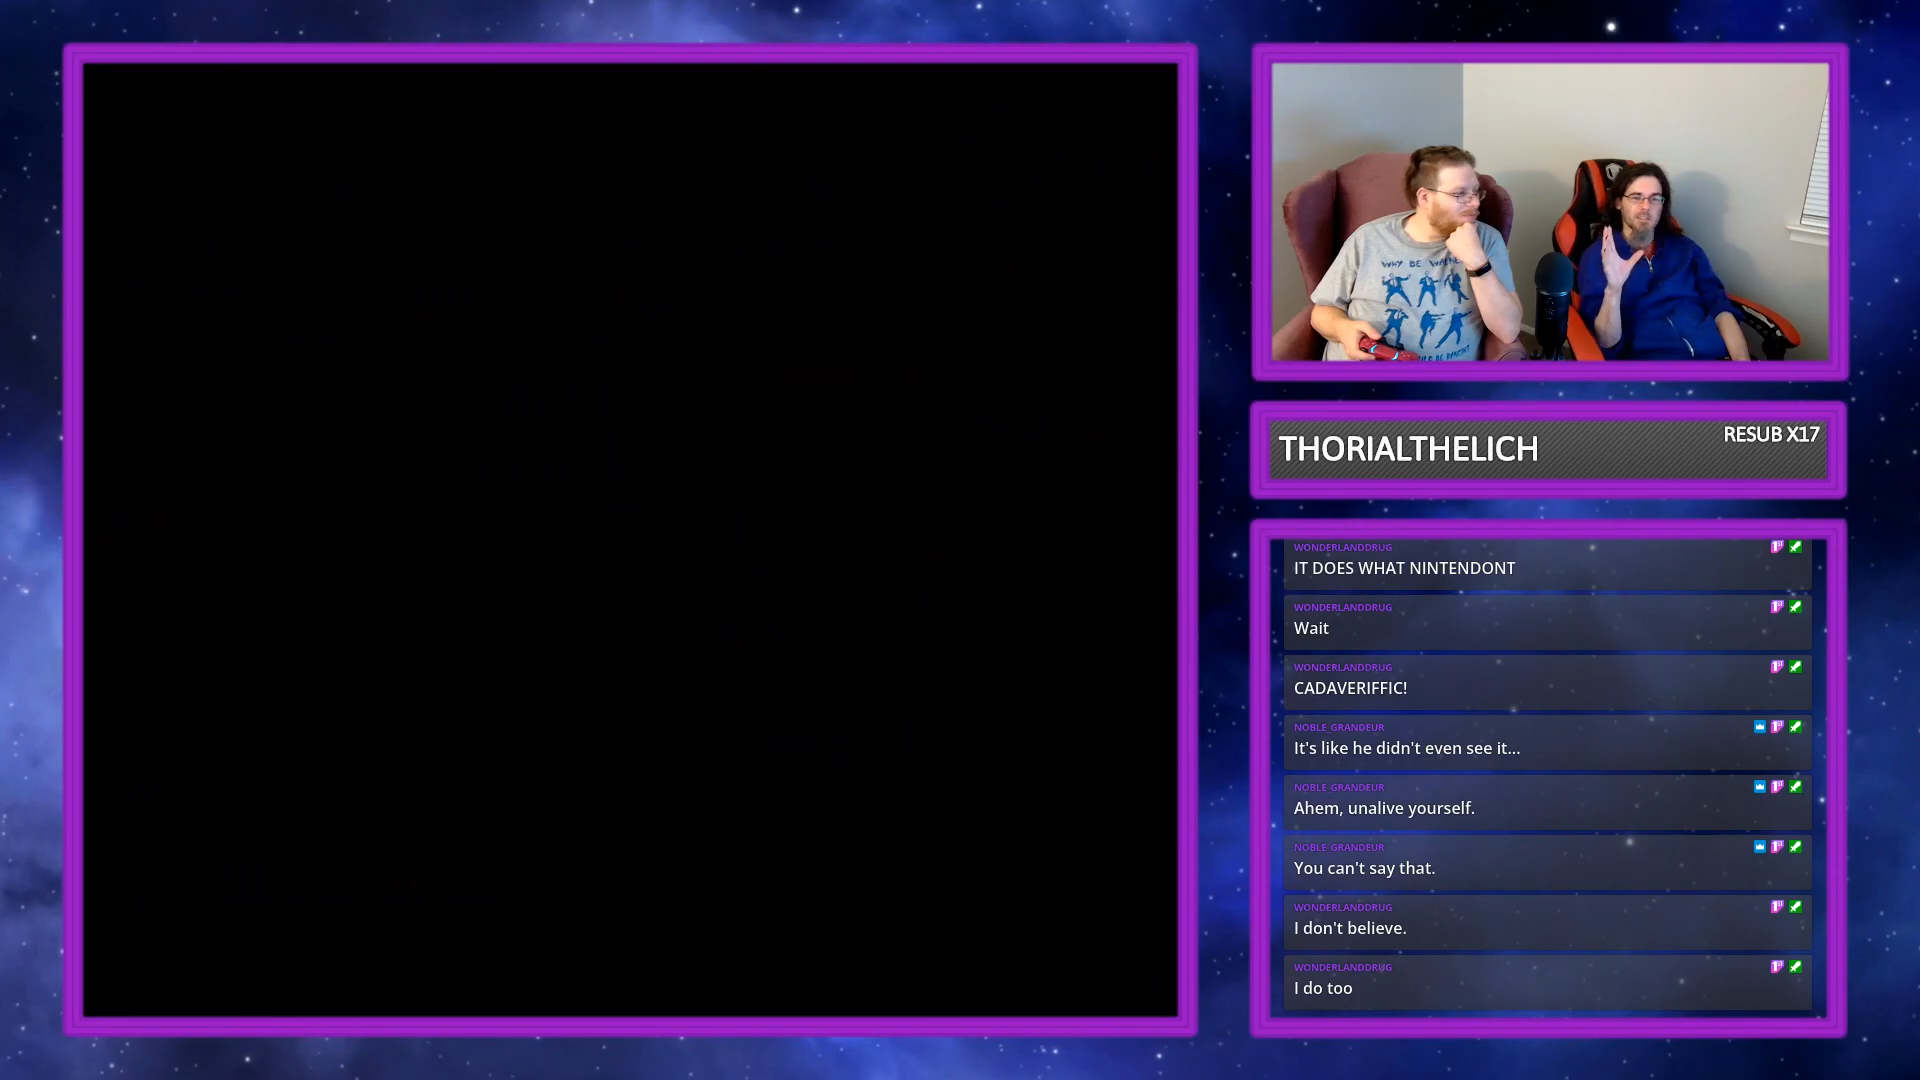 WHY BE
THORIALTHELICH
RESUB X17
WONDERLANDDRUG
IT DOES WHAT NINTENDONT
WONDERLANDDRUG
Wait
WONDERLANDDRUG
CADAVERIFFIC!
NOBLE GRANDEUR
It's like he didn't even see it...
NOBLE GRANDEUR
Ahem, unalive yourself.
NOBLE GRANDEUR
You can't say that.
WONDERLANDDRUG
I don't believe.
WONDERLANDDRUG
I do too